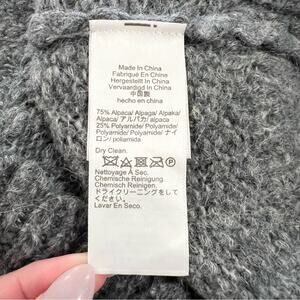 Made In China
Fabriqué En Chine
Hergestellt In China
Vervaardigd In China
中国製
hecho en china
75% Alpaca/Alpaga/Alpaka/
Alpaca/ アルパカ/ alpaca
25% Polyamide/ Polyamide/
Polyamide/ Polyamide/ ナイ
ロン/ poliamida
Dry Clean.
P
Nettoyage À Sec.
Chemische Reinigung.
Chemisch Reinigen.
ドライクリーニングをして
ください。
Lavar En Seco.